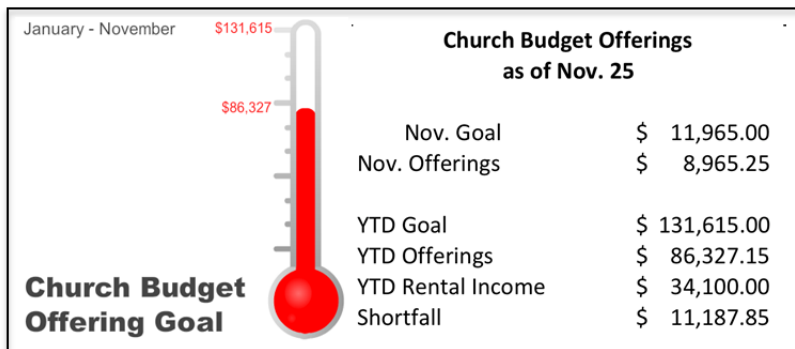 January - November
$131,615
$86,327
Church Budget
Offering Goal
Church Budget Offerings
as of Nov. 25
Nov. Goal $ 11,965.00
Nov. Offerings $ 8,965.25
YTD Goal $ 131,615.00
YTD Offerings $ 86,327.15
YTD Rental Income $ 34,100.00
Shortfall $ 11,187.85